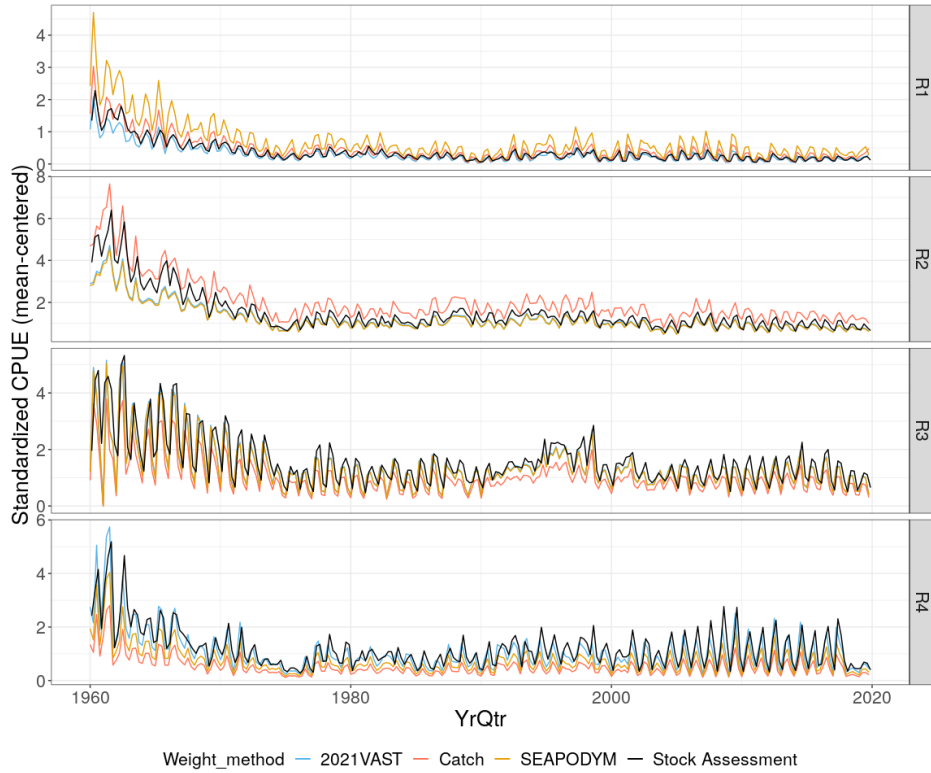 Standardized CPUE (mean-centered)
4
3
2
1
0
R1
8
6
4
2
R2
4
2
0
R3
6
4
2
0
R4
1960 1980 2000 2020
YrQtr
Weight_method 2021VAST Catch SEAPODYM Stock Assessment